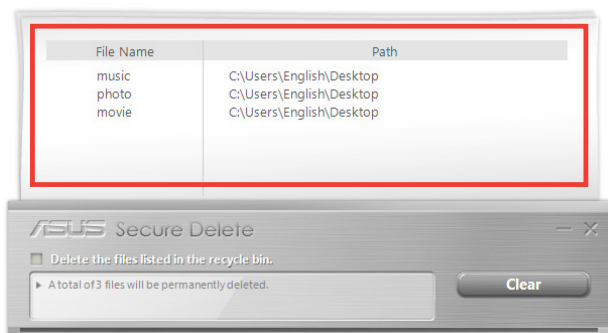 File Name Path
music C:\Users\English\Desktop
photo C:\Users\English\Desktop
movie C:\Users\English\Desktop
ASUS Secure Delete
Delete the files listed in the recycle bin.
A total of 3 files will be permanently deleted.
Clear